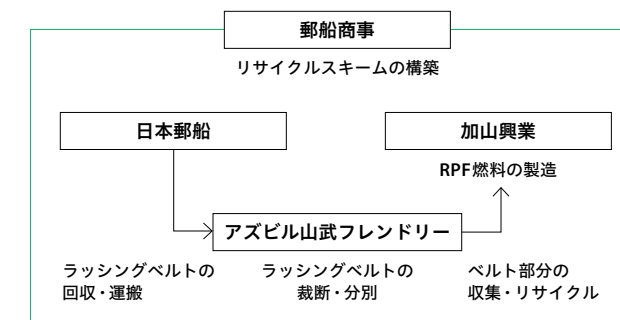 郵船商事
リサイクルスキームの構築
日本郵船
加山興業
RPF燃料の製造
アズビル山武フレンドリー
ラッシングベルトの
回収・運搬
ラッシングベルトの
裁断・分別
ベルト部分の
収集・リサイクル